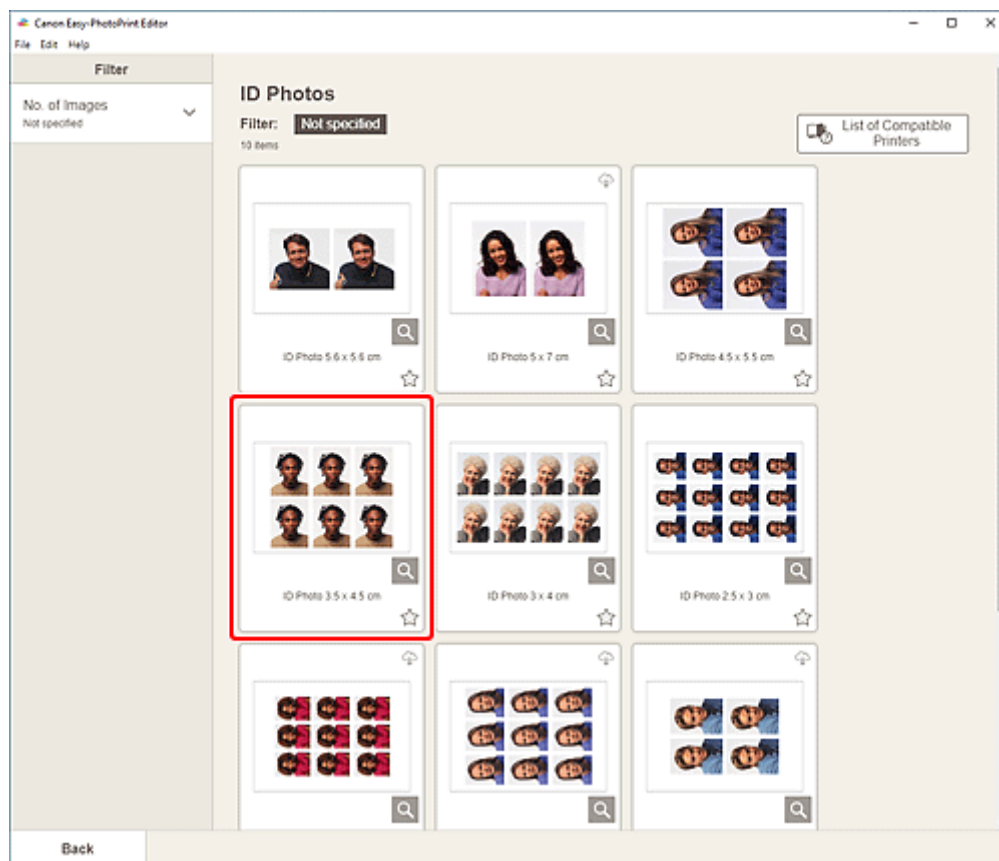 Canon Easy-PhotoPrint Editor
File Edit Help
Filter
No. of Images
Not specified
ID Photos
Filter: Not specified
10 items
List of Compatible
Printers
ID Photo 5.6 x 5.6 cm
ID Photo 5 x 7 cm
ID Photo 4.5 x 5.5 cm
ID Photo 3.5 x 4.5 cm
ID Photo 3 x 4 cm
ID Photo 2.5 x 3 cm
Back